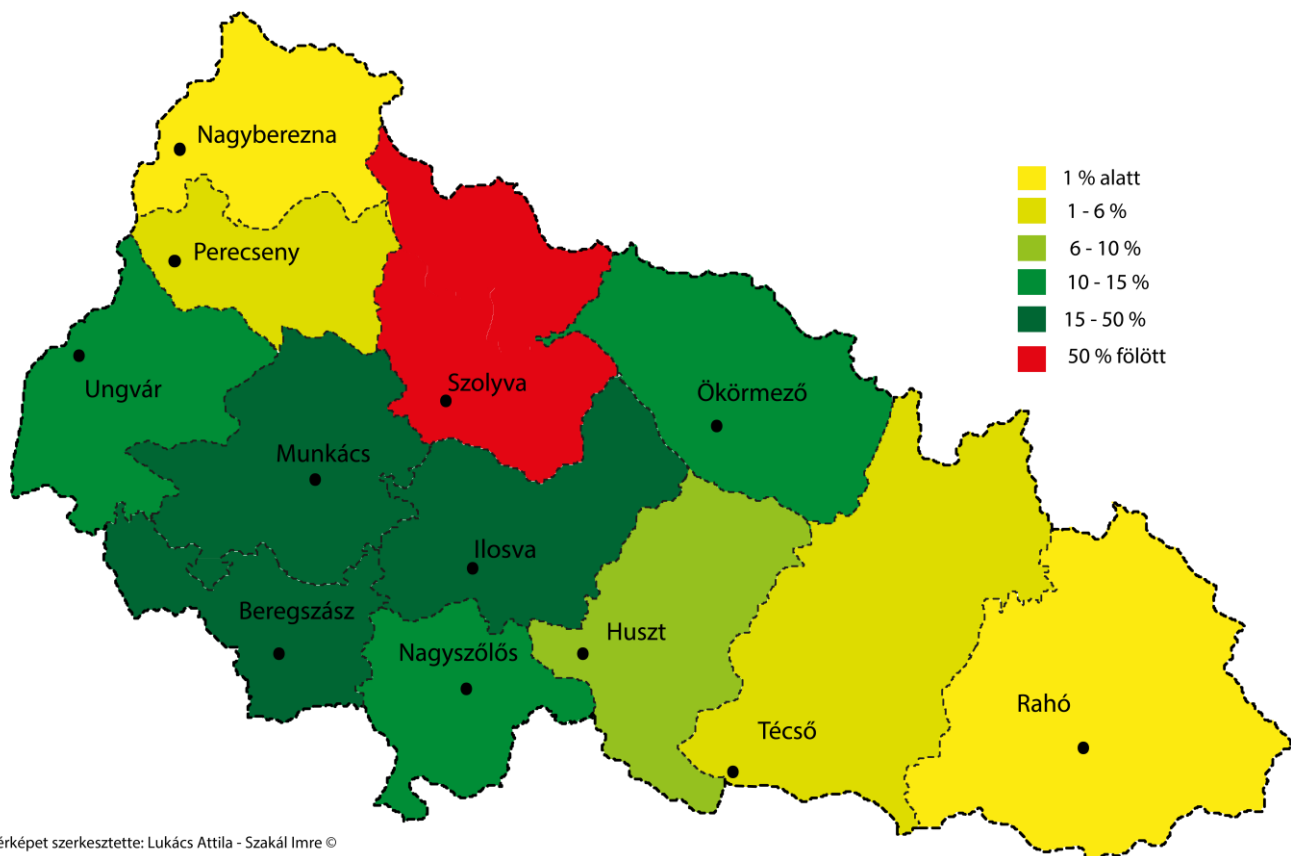 Nagyberezna
Perecseny
Ungvár
Szolyva
Ökörmező
Munkács
Ilosva
Beregszász
Nagyszőlős
Huszt
Técső
Rahó
1 % alatt
1 - 6 %
6 - 10 %
10 - 15 %
15 - 50 %
50 % fölött
érképet szerkesztette: Lukács Attila - Szakál Imre ©